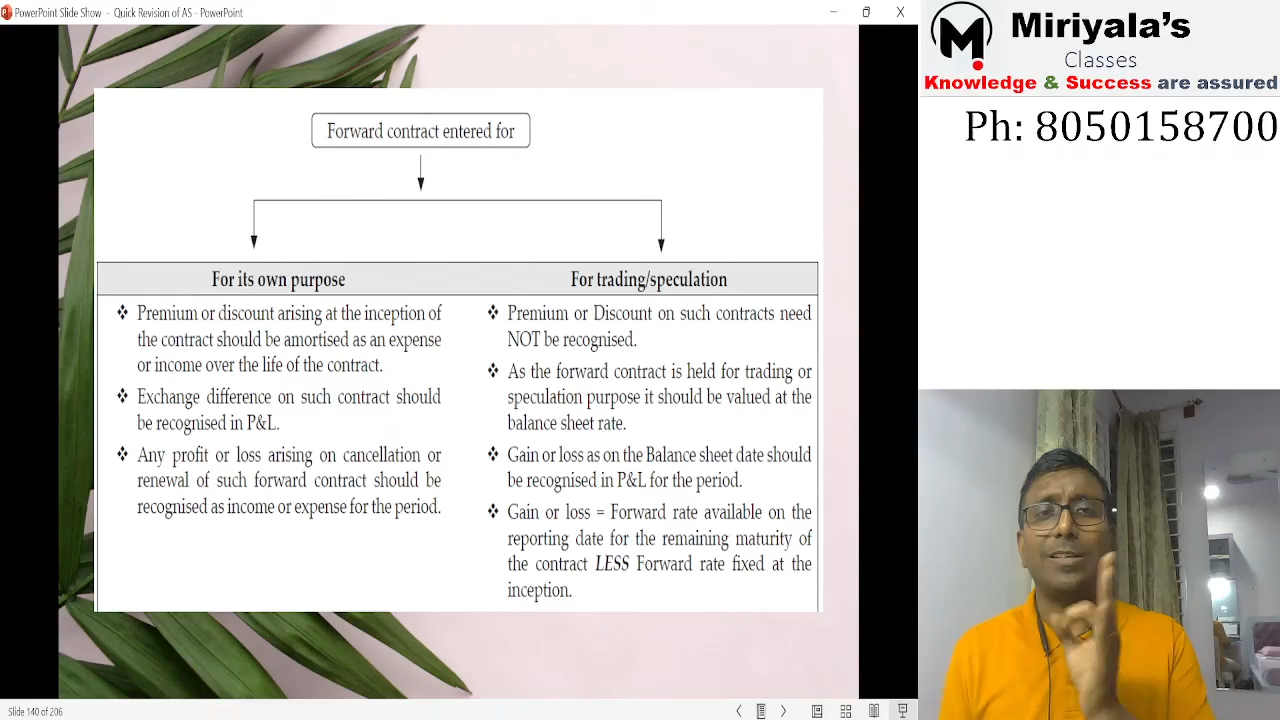 PowerPoint Slide Show - Quick Revision of AS - PowerPoint
Miriyala's
Classes
Knowledge & Success are assured
Ph: 8050158700
Forward contract entered for
For its own purpose
❖ Premium or discount arising at the inception of
the contract should be amortised as an expense
or income over the life of the contract.
❖ Exchange difference on such contract should
be recognised in P&L.
❖ Any profit or loss arising on cancellation or
renewal of such forward contract should be
recognised as income or expense for the period.
For trading/speculation
❖ Premium or Discount on such contracts need
NOT be recognised.
❖ As the forward contract is held for trading or
speculation purpose it should be valued at the
balance sheet rate.
❖ Gain or loss as on the Balance sheet date should
be recognised in P&L for the period.
❖ Gain or loss = Forward rate available on the
reporting date for the remaining maturity of
the contract LESS Forward rate fixed at the
inception.
Slide 140 of 206